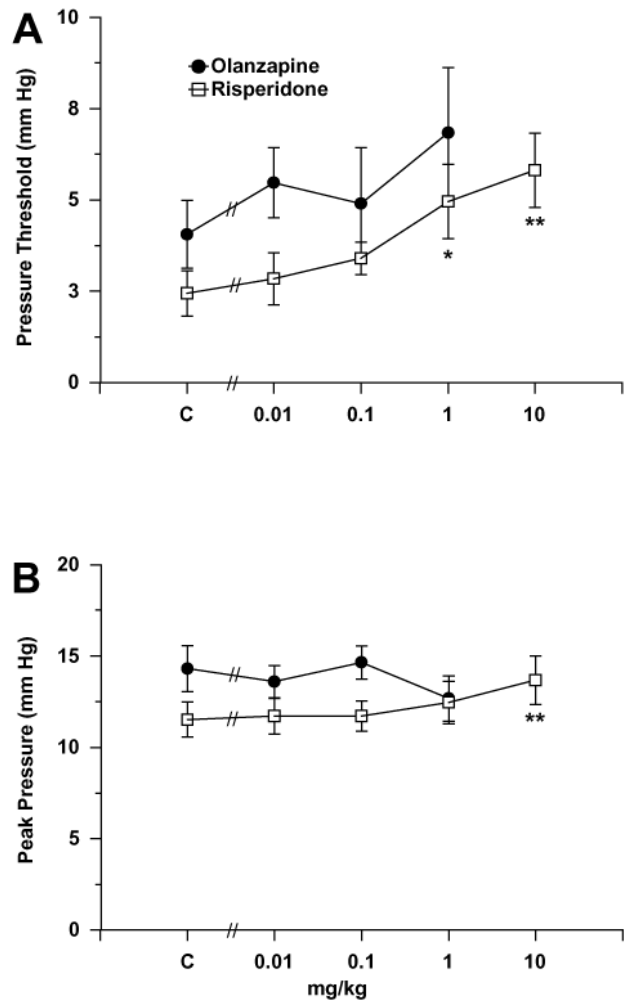 A
Pressure Threshold (mm Hg)
10
8
5
3
0
Olanzapine
Risperidone
*
**
C 0.01 0.1 1 10
B
Peak Pressure (mm Hg)
20
15
10
5
0
**
C 0.01 0.1 1 10
mg/kg